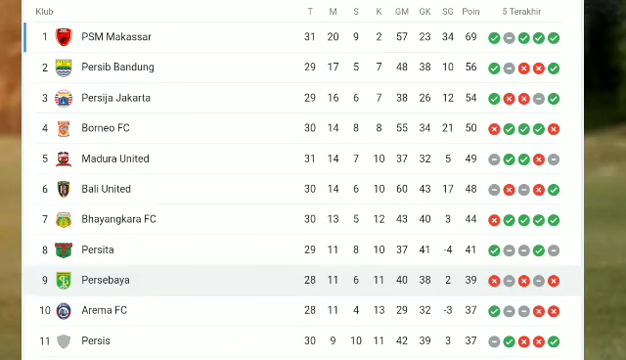 Klub T M S K GM GK SG Poin 5 Terakhir
1 PSM Makassar 31 20 9 2 57 23 34 69
2 Persib Bandung 29 17 5 7 48 38 10 56
3 Persija Jakarta 29 16 6 7 38 26 12 54
4 Borneo FC 30 14 8 8 55 34 21 50
5 Madura United 31 14 7 10 37 32 5 49
6 Bali United 30 14 6 10 60 43 17 48
7 Bhayangkara FC 30 13 5 12 43 40 3 44
8 Persita 29 11 8 10 37 41 -4 41
9 Persebaya 28 11 6 11 40 38 2 39
10 Arema FC 28 11 4 13 29 32 -3 37
11 Persis 30 9 10 11 42 39 3 37